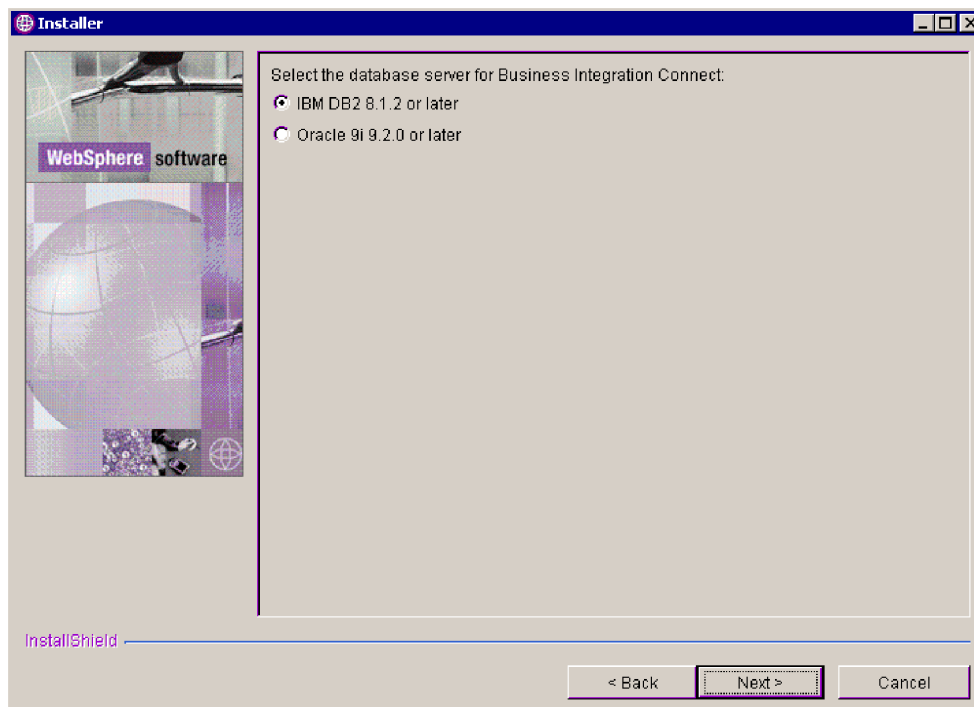 Installer
Select the database server for Business Integration Connect:
IBM DB2 8.1.2 or later
Oracle 9i 9.2.0 or later
WebSphere software
InstallShield
< Back
Next >
Cancel